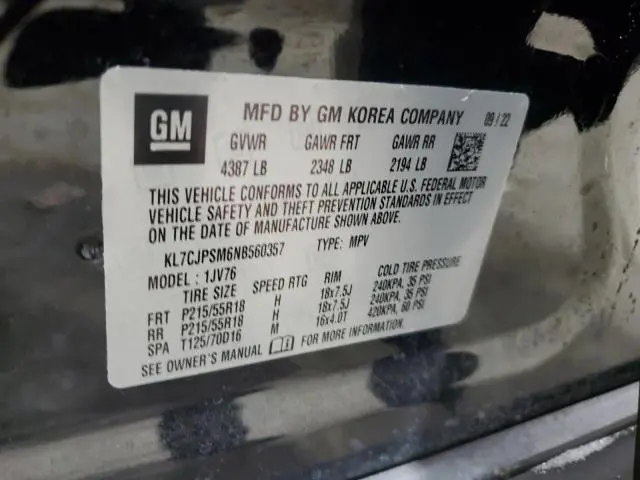 GM
MFD BY GM KOREA COMPANY 09/22
GVWR GAWR FRT GAWR RR
4387 LB 2348 LB 2194 LB
THIS VEHICLE CONFORMS TO ALL APPLICABLE U.S. FEDERAL MOTOR
VEHICLE SAFETY AND THEFT PREVENTION STANDARDS IN EFFECT
ON THE DATE OF MANUFACTURE SHOWN ABOVE.
KL7CJPSM6NB560357 TYPE: MPV
MODEL: 1JV76
TIRE SIZE SPEED RTG RIM COLD TIRE PRESSURE
FRT P215/55R18 H 18x7.5J 240KPA, 35 PSI
RR P215/55R18 H 18x7.5J 240KPA, 35 PSI
SPA T125/70D16 M 16x4.0T 420KPA, 60 PSI
SEE OWNER'S MANUAL FOR MORE INFORMATION.